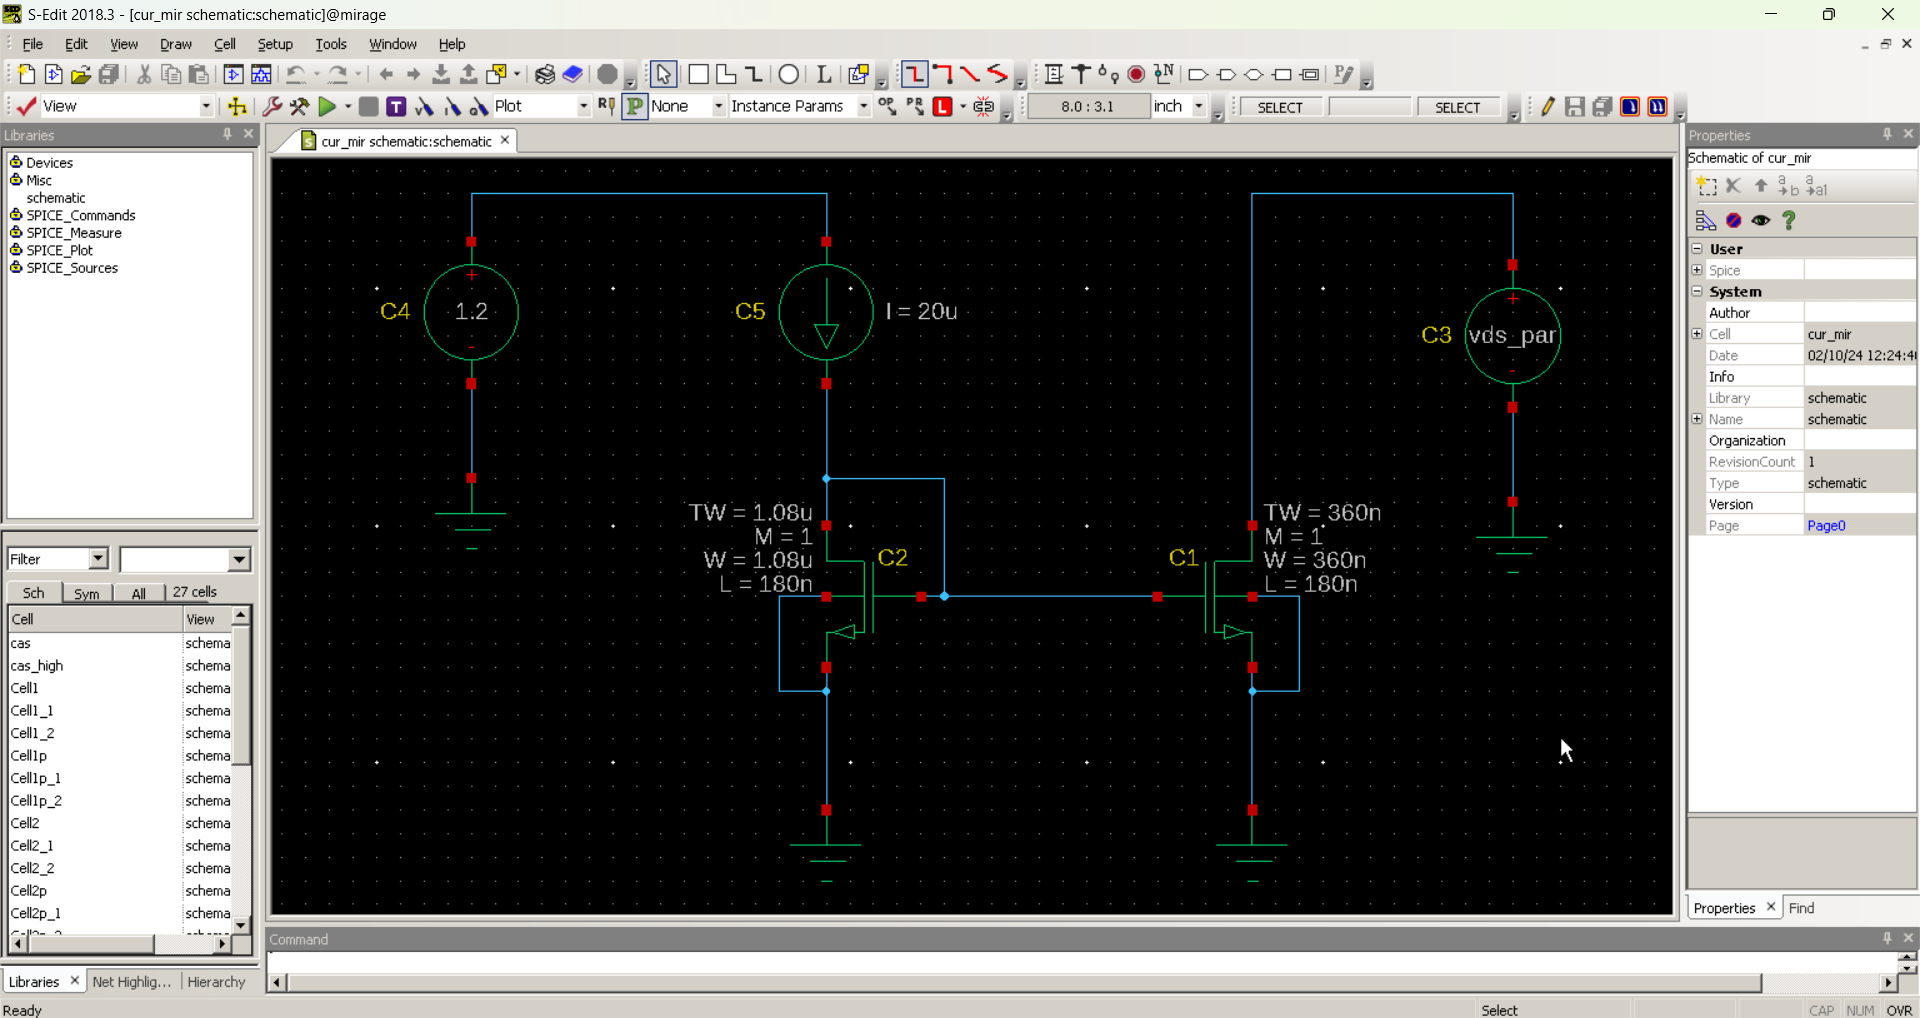 S-Edit 2018.3 - [cur_mir schematic:schematic]@mirage
File Edit View Draw Cell Setup Tools Window Help
View Plot None Instance Params 8.0 : 3.1 inch SELECT SELECT
Libraries
Devices
Misc
schematic
SPICE_Commands
SPICE_Measure
SPICE_Plot
SPICE_Sources
Filter
Sch Sym All 27 cells
Cell View
cas schema
cas_high schema
Cell1 schema
Cell1_1 schema
Cell1_2 schema
Cell1p schema
Cell1p_1 schema
Cell1p_2 schema
Cell2 schema
Cell2_1 schema
Cell2_2 schema
Cell2p schema
Cell2p_1 schema
Libraries Net Highlig... Hierarchy
cur_mir schematic:schematic
C4 1.2
C5 I = 20u
C3 vds_par
TW = 1.08u
M = 1
W = 1.08u
L = 180n
C2
C1
TW = 360n
M = 1
W = 360n
L = 180n
Command
Properties
Schematic of cur_mir
User
Spice
System
Author
Cell cur_mir
Date 02/10/24 12:24:4
Info
Library schematic
Name schematic
Organization
RevisionCount 1
Type schematic
Version
Page Page0
Properties Find
Ready Select CAP NUM OVR